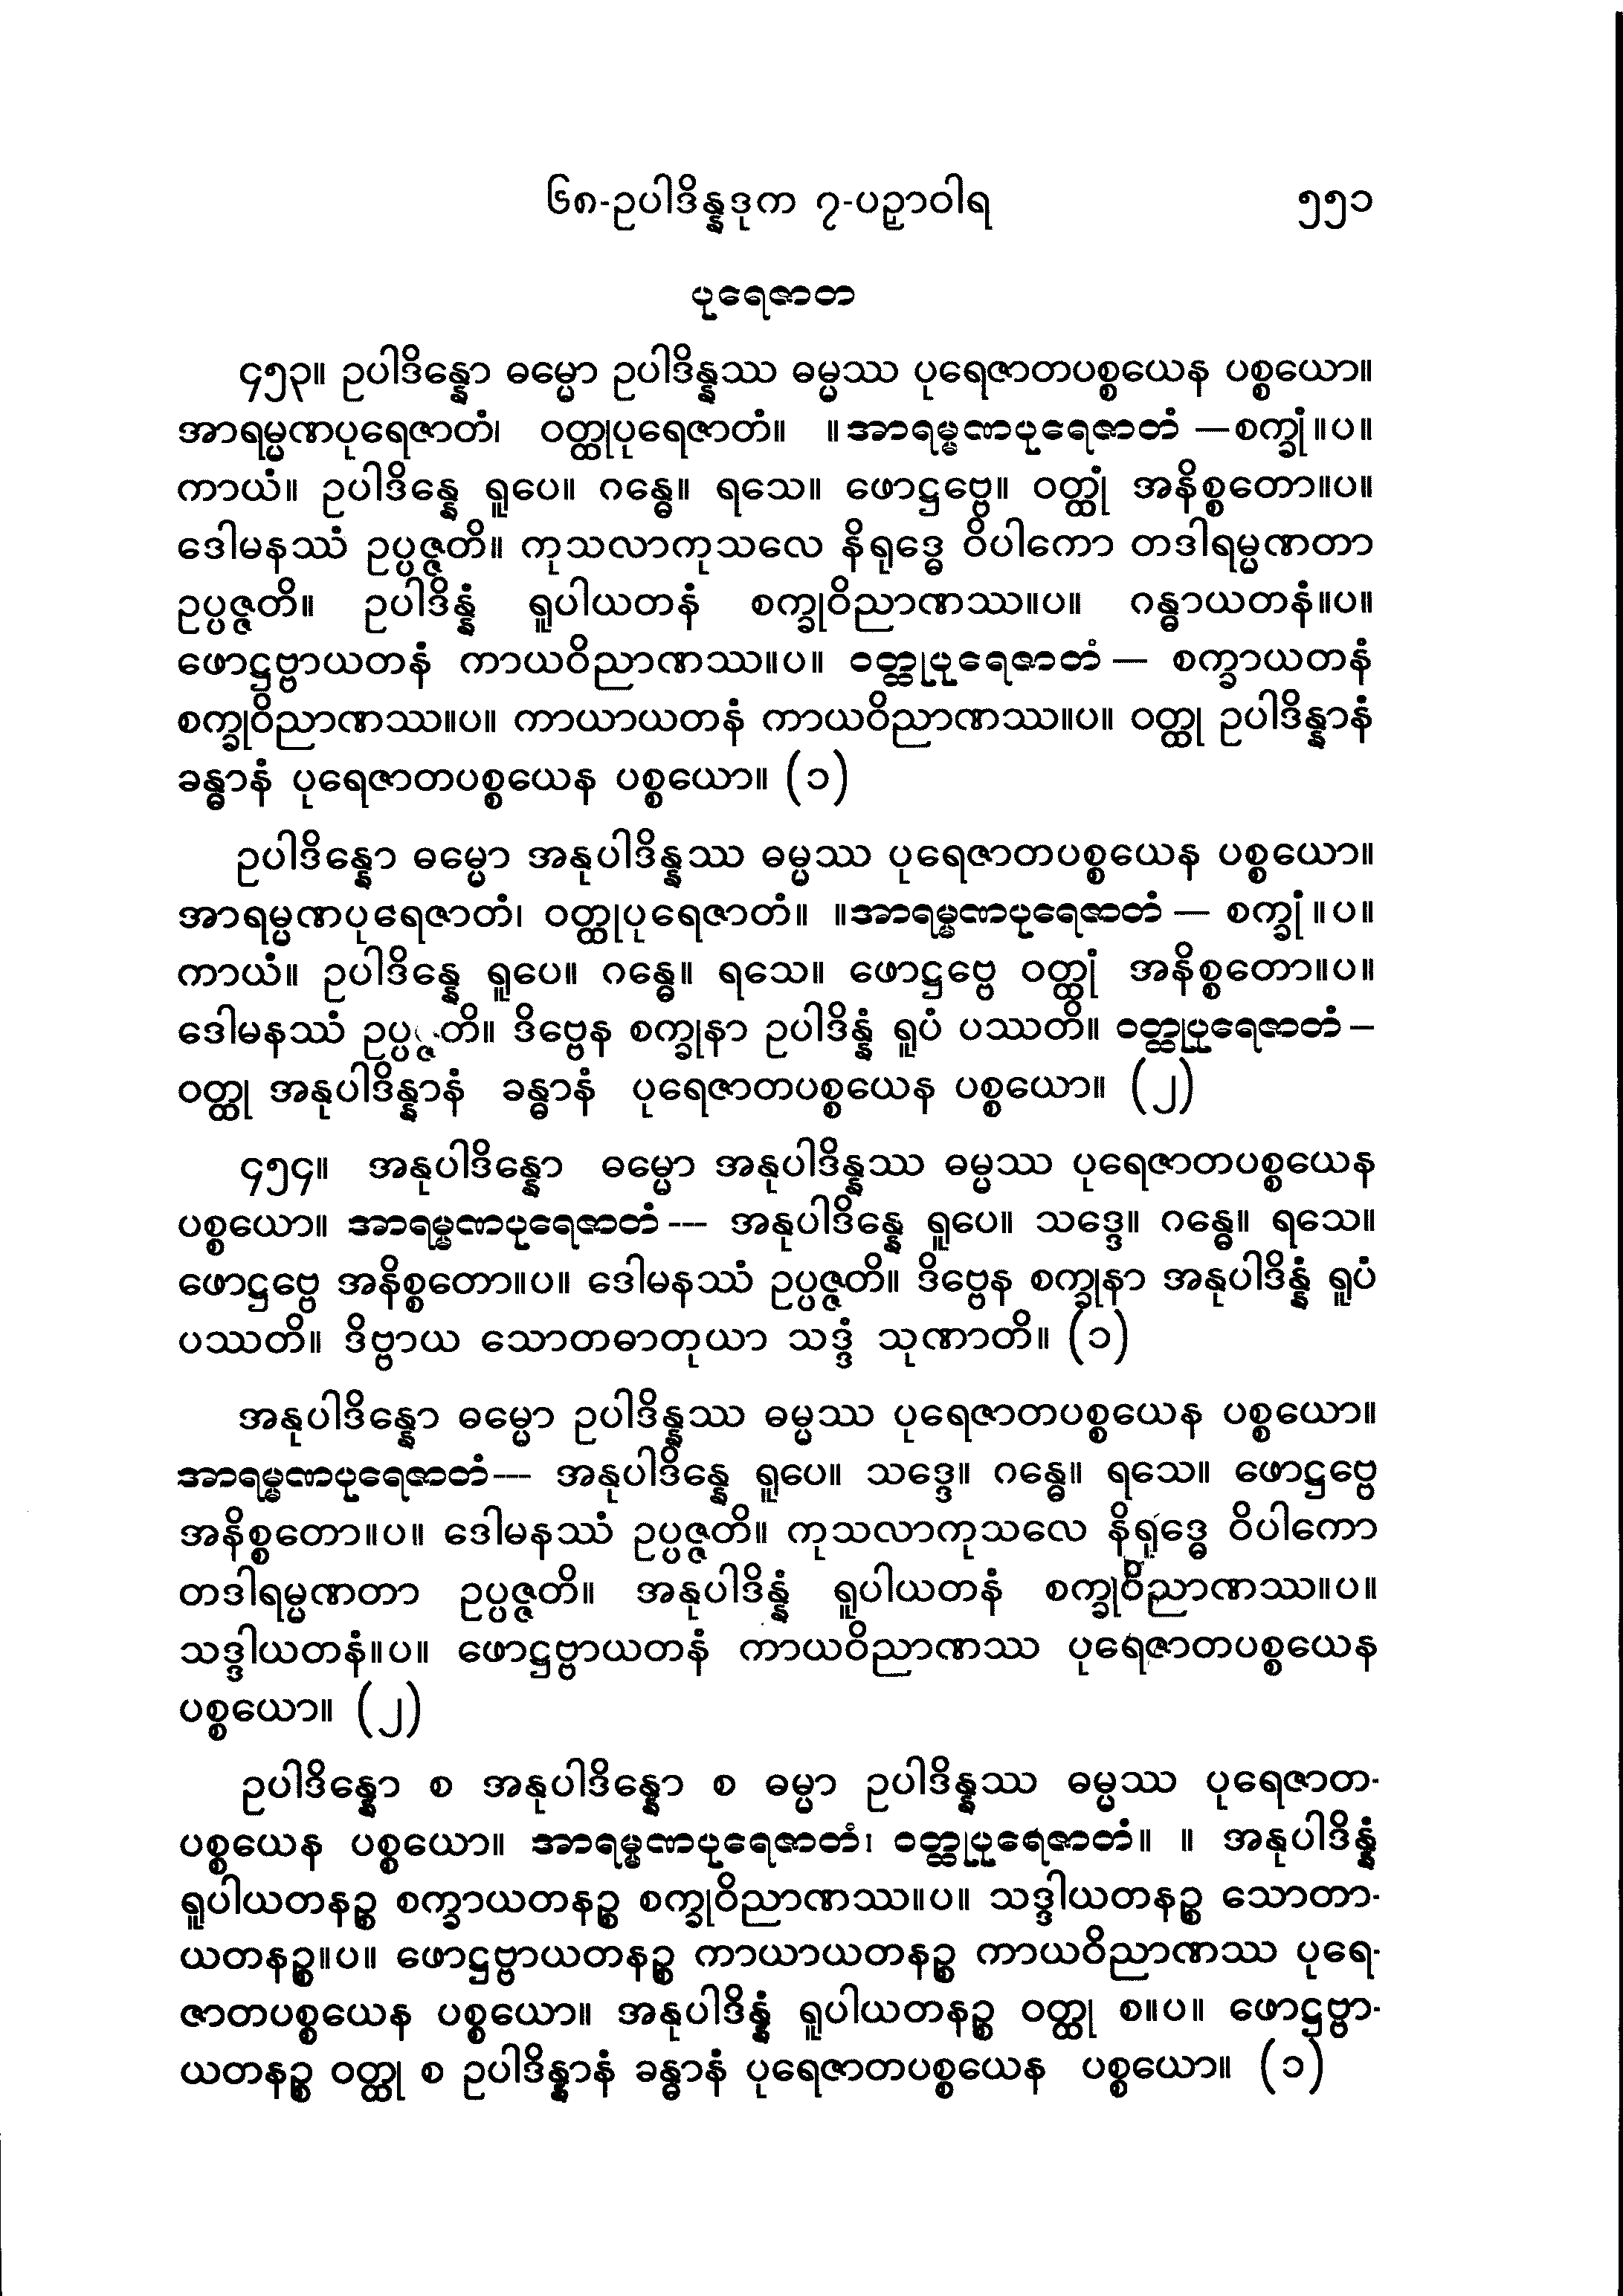 ၆၈-ဥပါဒိန္နဒုက ၇-ပဉှာဝါရ ၅၅၁
ပုရေဇာတ
၄၅၃။ ဥပါဒိန္နော ဓမ္မော ဥပါဒိန္နဿ ဓမ္မဿ ပုရေဇာတပစ္စယေန ပစ္စယော။
အာရမ္မဏပုရေဇာတံ၊ ဝတ္ထုပုရေဇာတံ။ ။အာရမ္မဏပုရေဇာတံ —စက္ခုံ။ပ။
ကာယံ။ ဥပါဒိန္နေ ရူပေ။ ဂန္ဓေ။ ရသေ။ ဖောဋ္ဌဗ္ဗေ။ ဝတ္ထုံ အနိစ္စတော။ပ။
ဒေါမနဿံ ဥပ္ပဇ္ဇတိ။ ကုသလာကုသလေ နိရုဒ္ဓေ ဝိပါကော တဒါရမ္မဏတာ
ဥပ္ပဇ္ဇတိ။ ဥပါဒိန္နံ ရူပါယတနံ စက္ခုဝိညာဏဿ။ပ။ ဂန္ဓာယတနံ။ပ။
ဖောဋ္ဌဗ္ဗာယတနံ ကာယဝိညာဏဿ။ပ။ ဝတ္ထုပုရေဇာတံ — စက္ခာယတနံ
စက္ခုဝိညာဏဿ။ပ။ ကာယာယတနံ ကာယဝိညာဏဿ။ပ။ ဝတ္ထု ဥပါဒိန္နာနံ
ခန္ဓာနံ ပုရေဇာတပစ္စယေန ပစ္စယော။ (၁)
ဥပါဒိန္နော ဓမ္မော အနုပါဒိန္နဿ ဓမ္မဿ ပုရေဇာတပစ္စယေန ပစ္စယော။
အာရမ္မဏပုရေဇာတံ၊ ဝတ္ထုပုရေဇာတံ။ ။အာရမ္မဏပုရေဇာတံ — စက္ခုံ။ပ။
ကာယံ။ ဥပါဒိန္နေ ရူပေ။ ဂန္ဓေ။ ရသေ။ ဖောဋ္ဌဗ္ဗေ ဝတ္ထုံ အနိစ္စတော။ပ။
ဒေါမနဿံ ဥပ္ပဇ္ဇတိ။ ဒိဗ္ဗေန စက္ခုနာ ဥပါဒိန္နံ ရူပံ ပဿတိ။ ဝတ္ထုပုရေဇာတံ –
ဝတ္ထု အနုပါဒိန္နာနံ ခန္ဓာနံ ပုရေဇာတပစ္စယေန ပစ္စယော။ (၂)
၄၅၄။ အနုပါဒိန္နော ဓမ္မော အနုပါဒိန္နဿ ဓမ္မဿ ပုရေဇာတပစ္စယေန
ပစ္စယော။ အာရမ္မဏပုရေဇာတံ --- အနုပါဒိန္နေ ရူပေ။ သဒ္ဒေ။ ဂန္ဓေ။ ရသေ။
ဖောဋ္ဌဗ္ဗေ အနိစ္စတော။ပ။ ဒေါမနဿံ ဥပ္ပဇ္ဇတိ။ ဒိဗ္ဗေန စက္ခုနာ အနုပါဒိန္နံ ရူပံ
ပဿတိ။ ဒိဗ္ဗာယ သောတဓာတုယာ သဒ္ဒံ သုဏာတိ။ (၁)
အနုပါဒိန္နော ဓမ္မော ဥပါဒိန္နဿ ဓမ္မဿ ပုရေဇာတပစ္စယေန ပစ္စယော။
အာရမ္မဏပုရေဇာတံ--- အနုပါဒိန္နေ ရူပေ။ သဒ္ဒေ။ ဂန္ဓေ။ ရသေ။ ဖောဋ္ဌဗ္ဗေ
အနိစ္စတော။ပ။ ဒေါမနဿံ ဥပ္ပဇ္ဇတိ။ ကုသလာကုသလေ နိရုဒ္ဓေ ဝိပါကော
တဒါရမ္မဏတာ ဥပ္ပဇ္ဇတိ။ အနုပါဒိန္နံ ရူပါယတနံ စက္ခုဝိညာဏဿ။ပ။
သဒ္ဒါယတနံ။ပ။ ဖောဋ္ဌဗ္ဗာယတနံ ကာယဝိညာဏဿ ပုရေဇာတပစ္စယေန
ပစ္စယော။ (၂)
ဥပါဒိန္နော စ အနုပါဒိန္နော စ ဓမ္မာ ဥပါဒိန္နဿ ဓမ္မဿ ပုရေဇာတ-
ပစ္စယေန ပစ္စယော။ အာရမ္မဏပုရေဇာတံ၊ ဝတ္ထုပုရေဇာတံ။ ။ အနုပါဒိန္နံ
ရူပါယတနဉ္စ စက္ခာယတနဉ္စ စက္ခုဝိညာဏဿ။ပ။ သဒ္ဒါယတနဉ္စ သောတာ-
ယတနဉ္စ။ပ။ ဖောဋ္ဌဗ္ဗာယတနဉ္စ ကာယာယတနဉ္စ ကာယဝိညာဏဿ ပုရေ-
ဇာတပစ္စယေန ပစ္စယော။ အနုပါဒိန္နံ ရူပါယတနဉ္စ ဝတ္ထု စ။ပ။ ဖောဋ္ဌဗ္ဗာ-
ယတနဉ္စ ဝတ္ထု စ ဥပါဒိန္နာနံ ခန္ဓာနံ ပုရေဇာတပစ္စယေန ပစ္စယော။ (၁)